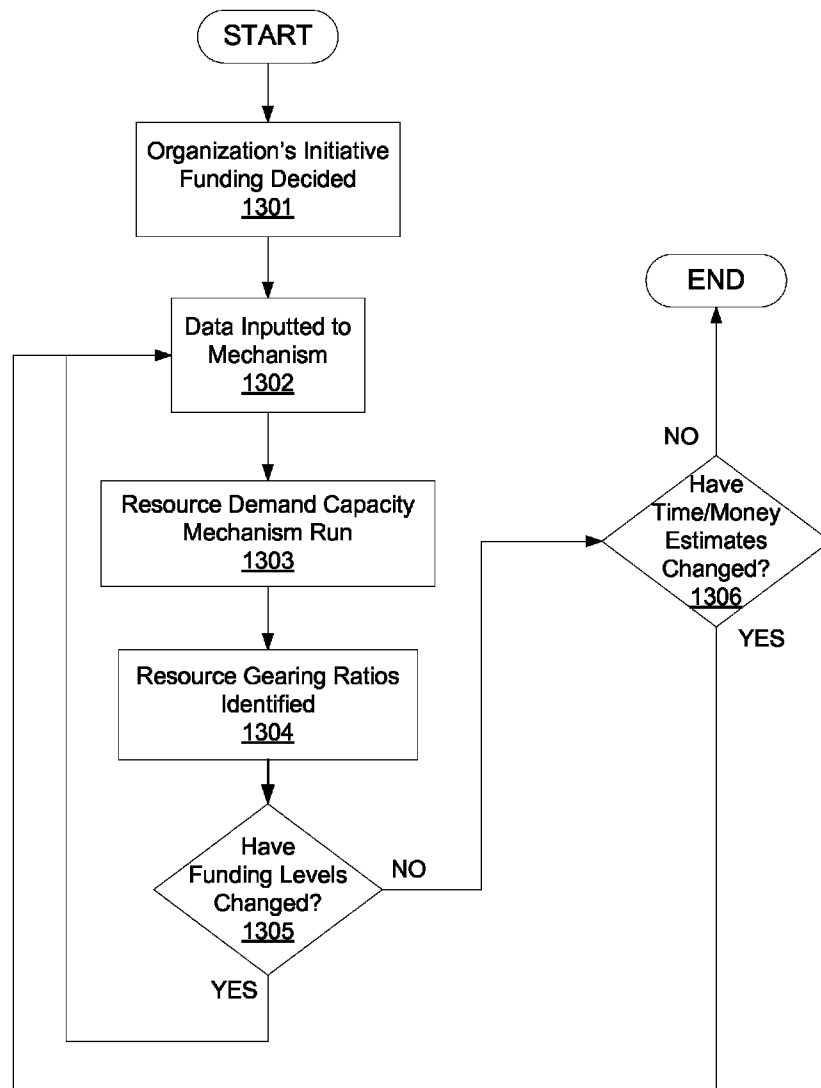 START
Organization's Initiative
Funding Decided
1301
Data Inputted to
Mechanism
1302
Resource Demand Capacity
Mechanism Run
1303
Resource Gearing Ratios
Identified
1304
Have
Funding Levels
Changed?
1305
NO
YES
END
NO
Have
Time/Money
Estimates
Changed?
1306
YES